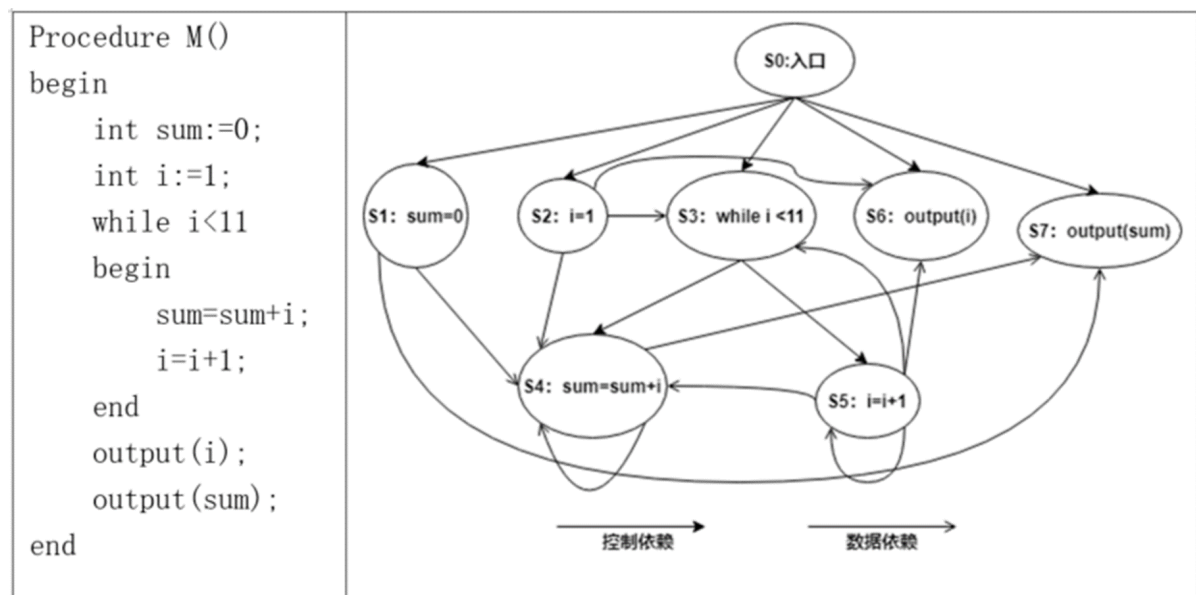 Procedure M()
begin
int sum:=0;
int i:=1;
while i<11
begin
sum=sum+i;
i=i+1;
end
output(i);
output(sum);
end
S0:入口
S1: sum=0
S2: i=1
S3: while i <11
S6: output(i)
S7: output(sum)
S4: sum=sum+i
S5: i=i+1
控制依赖
数据依赖